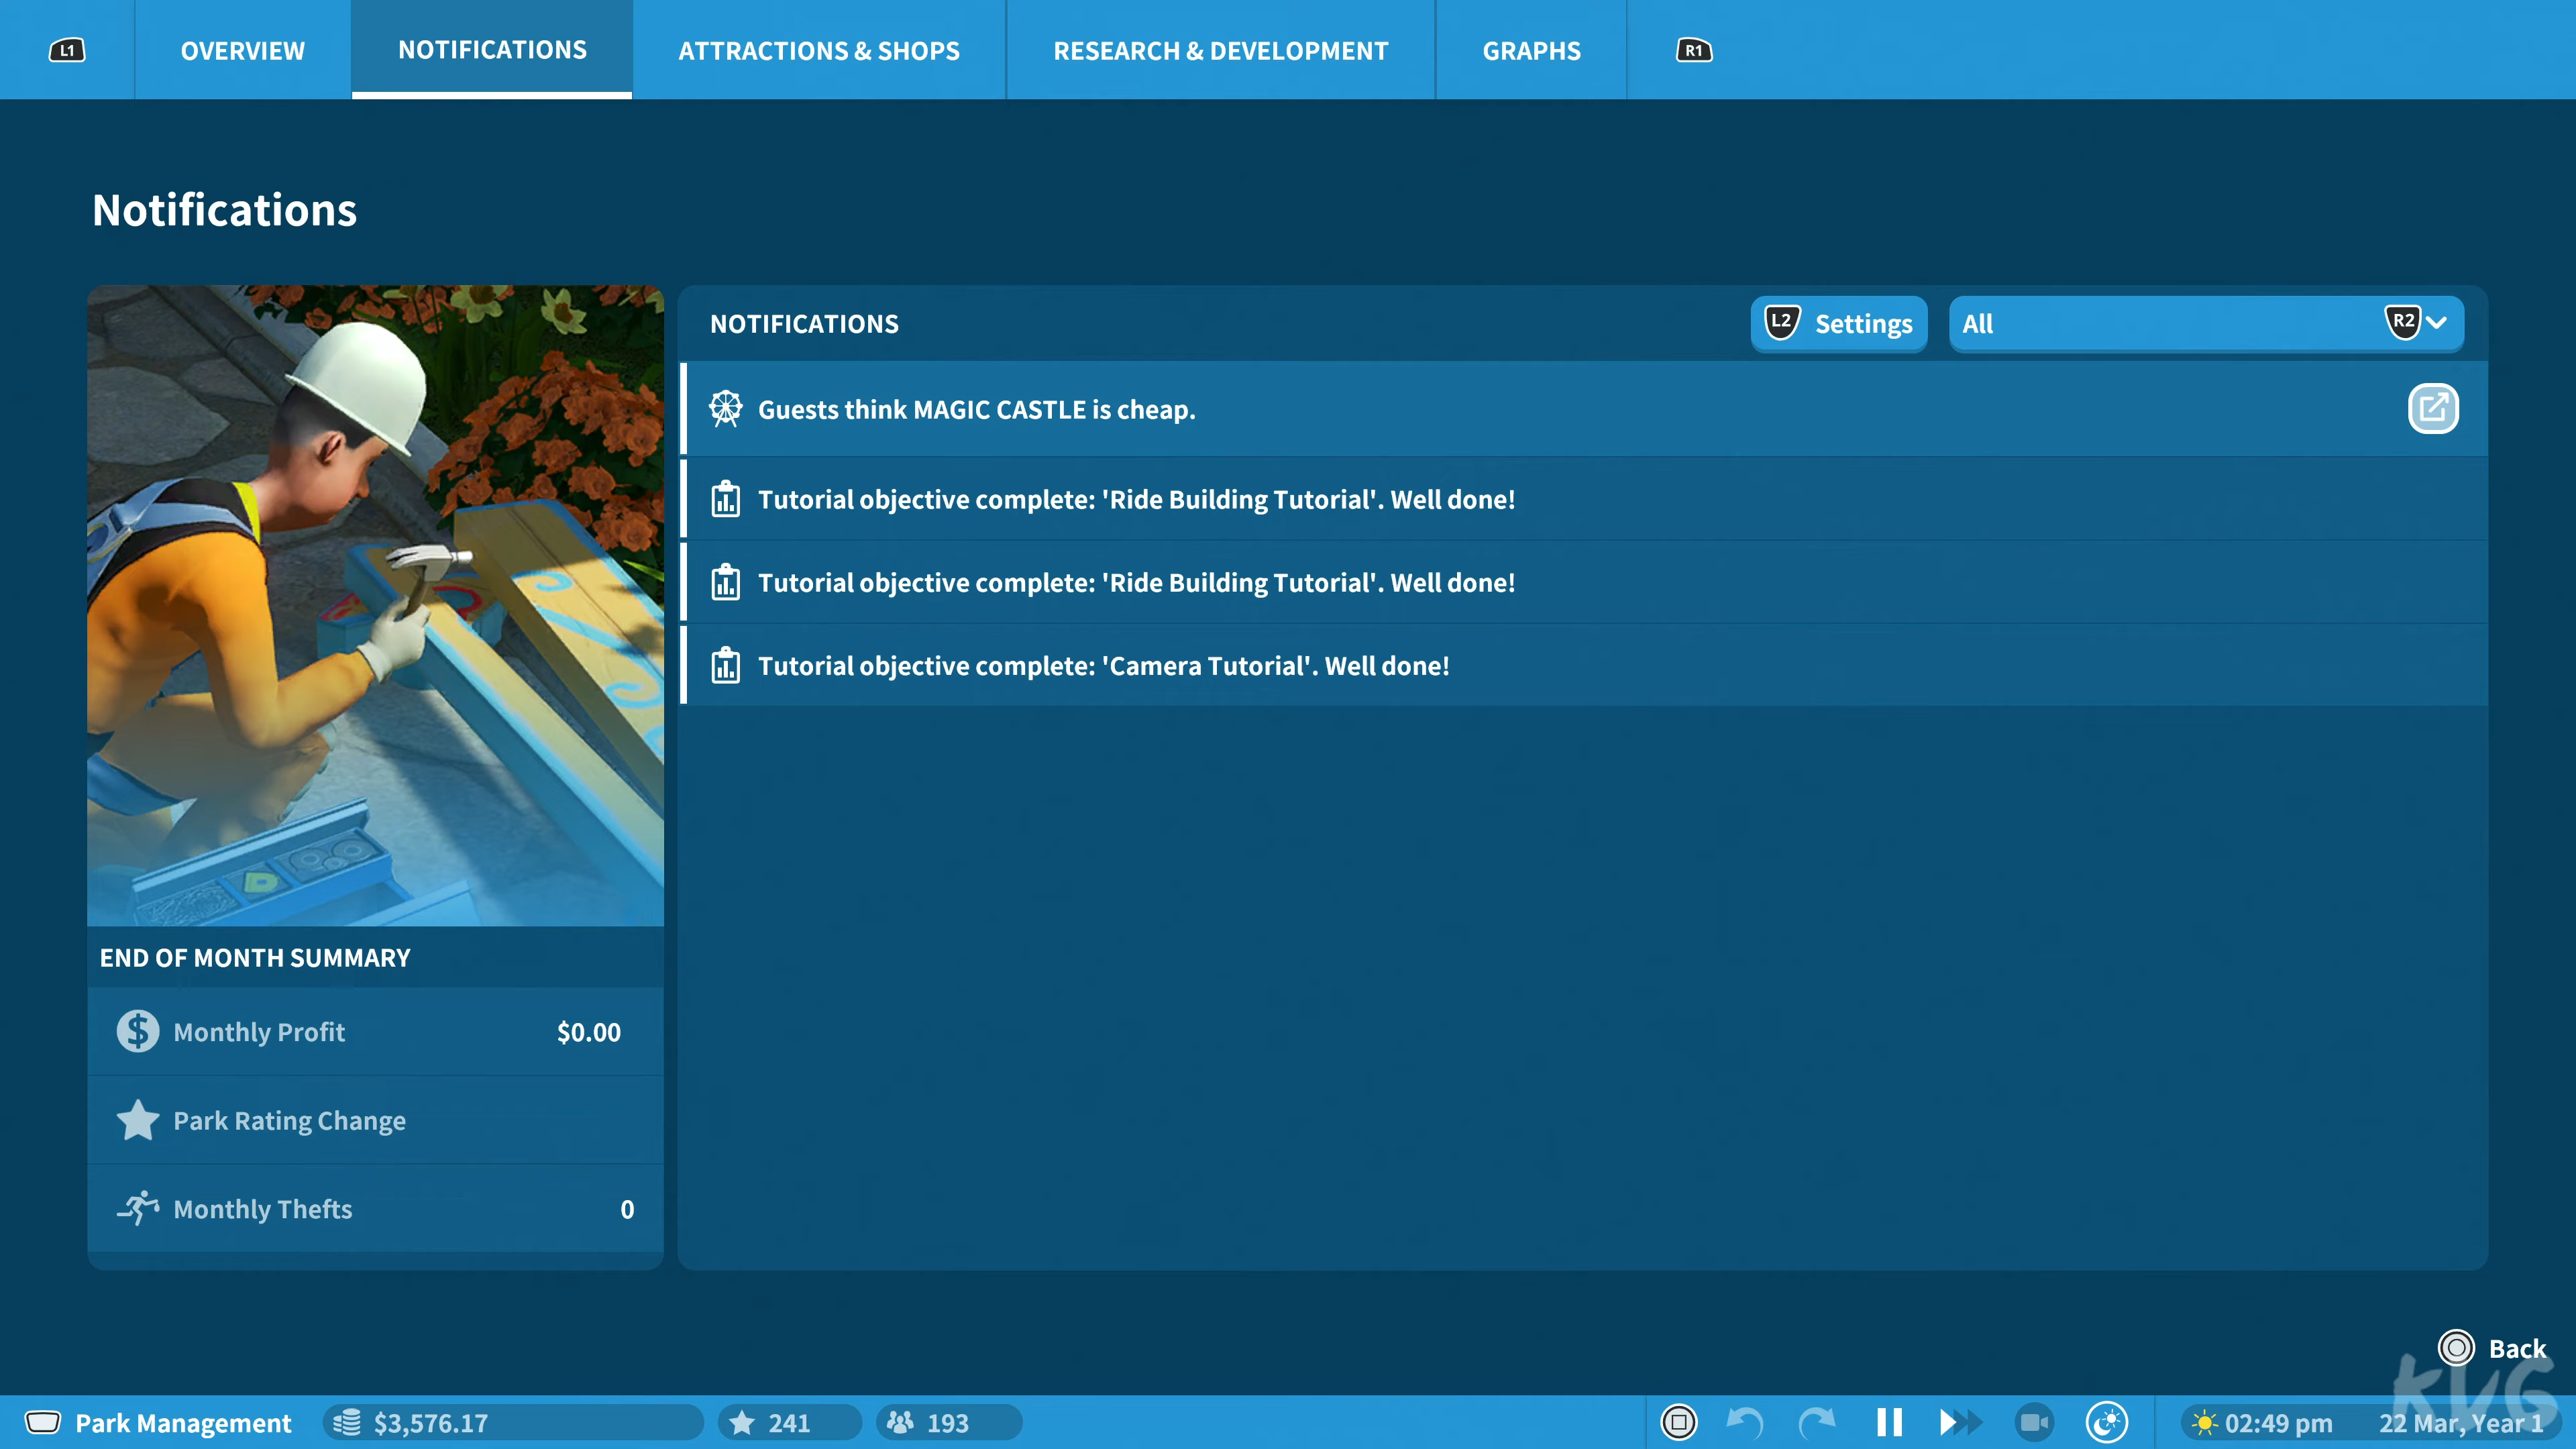 L1
OVERVIEW
NOTIFICATIONS
ATTRACTIONS & SHOPS
RESEARCH & DEVELOPMENT
GRAPHS
R1
Notifications
NOTIFICATIONS
L2 Settings
All R2
Guests think MAGIC CASTLE is cheap.
Tutorial objective complete: 'Ride Building Tutorial'. Well done!
Tutorial objective complete: 'Ride Building Tutorial'. Well done!
Tutorial objective complete: 'Camera Tutorial'. Well done!
END OF MONTH SUMMARY
Monthly Profit $0.00
Park Rating Change
Monthly Thefts 0
Back
KVG
Park Management
$3,576.17
241
193
02:49 pm
22 Mar, Year 1